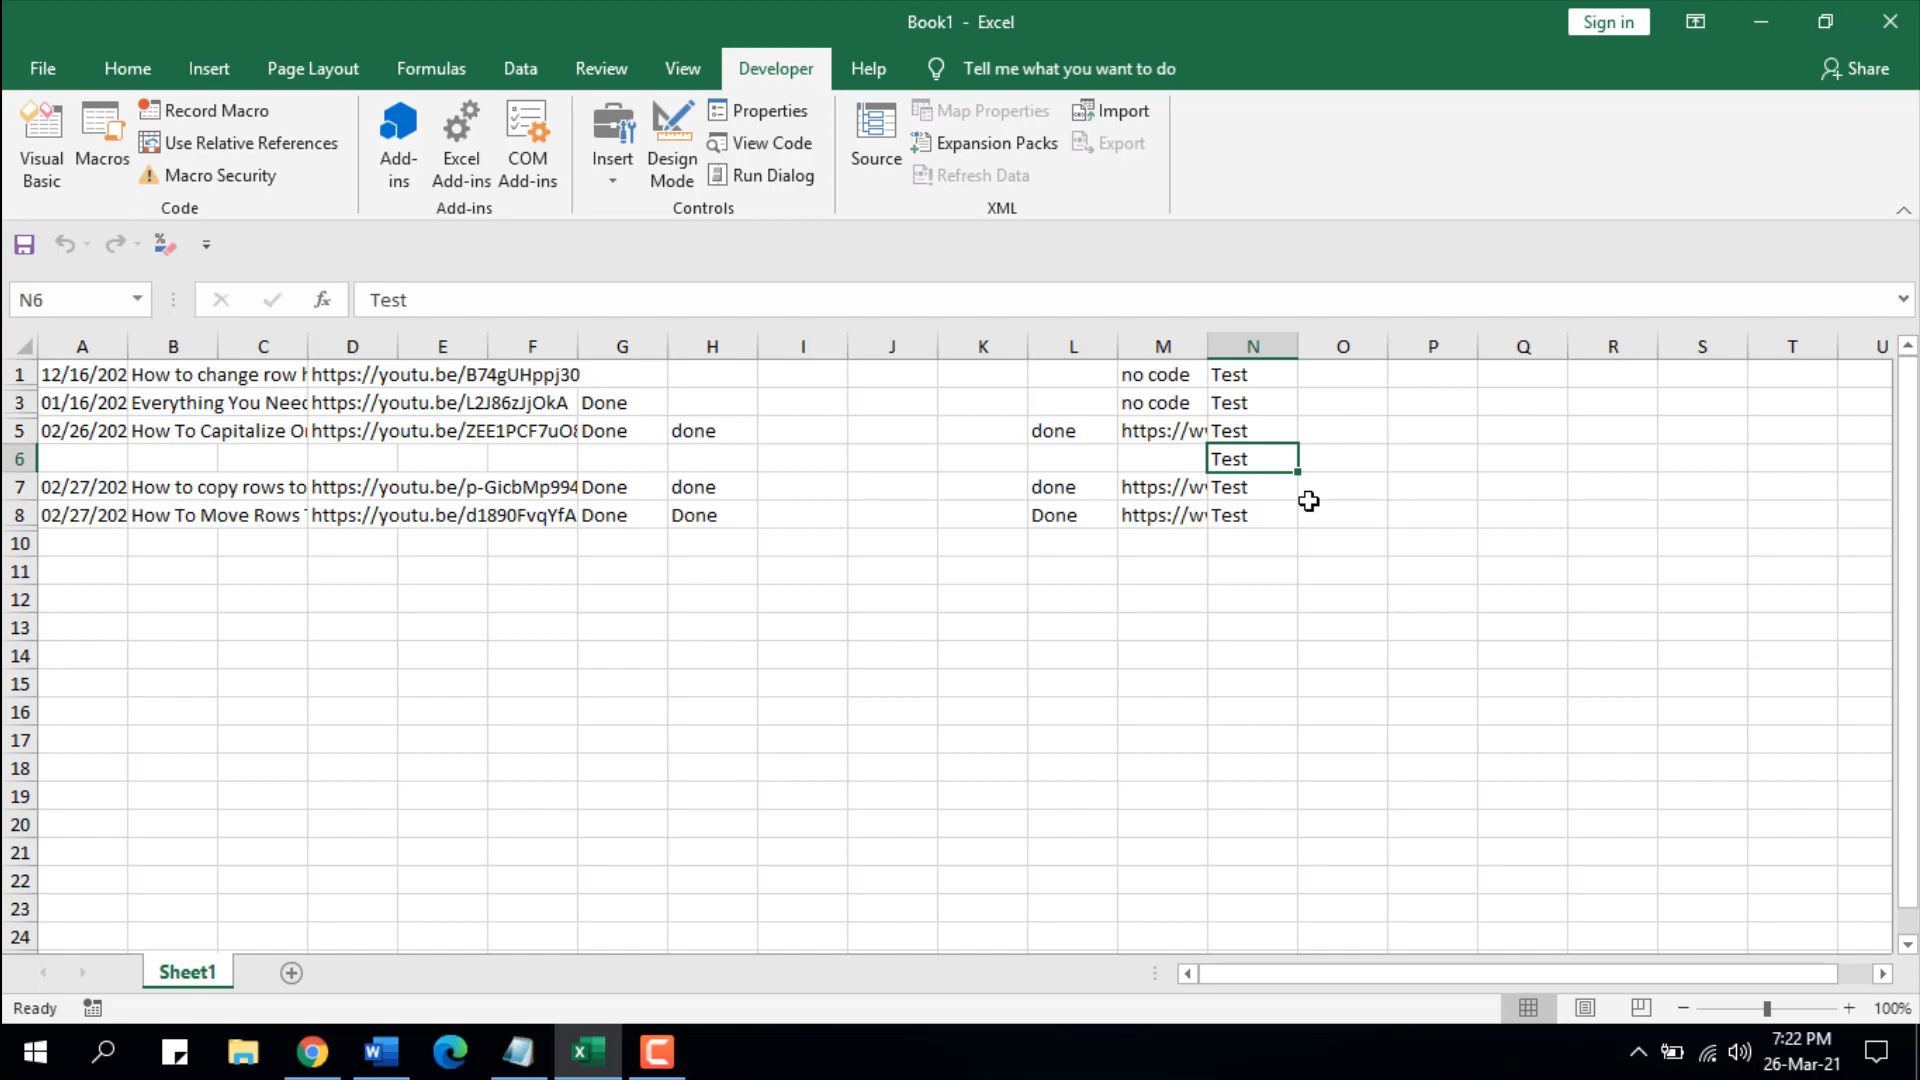 Book1 - Excel
Sign in
File Home Insert Page Layout Formulas Data Review View Developer Help Tell me what you want to do Share
Visual Basic
Macros
Record Macro
Use Relative References
Macro Security
Code
Add-ins
Excel Add-ins
COM Add-ins
Add-ins
Insert
Design Mode
Properties
View Code
Run Dialog
Controls
Source
Map Properties
Expansion Packs
Refresh Data
Import
Export
XML
N6 fx Test
A B C D E F G H I J K L M N O P Q R S T U
1 12/16/202 How to change row h https://youtu.be/B74gUHppj30 no code Test
3 01/16/202 Everything You Need https://youtu.be/L2J86zJjOkA Done no code Test
5 02/26/202 How To Capitalize Or https://youtu.be/ZEE1PCF7uO8 Done done done https://w Test
6 Test
7 02/27/202 How to copy rows to https://youtu.be/p-GicbMp994 Done done done https://w Test
8 02/27/202 How To Move Rows https://youtu.be/d1890FvqYfA Done Done Done https://w Test
10
11
12
13
14
15
16
17
18
19
20
21
22
23
24
Sheet1
Ready
100%
7:22 PM
26-Mar-21